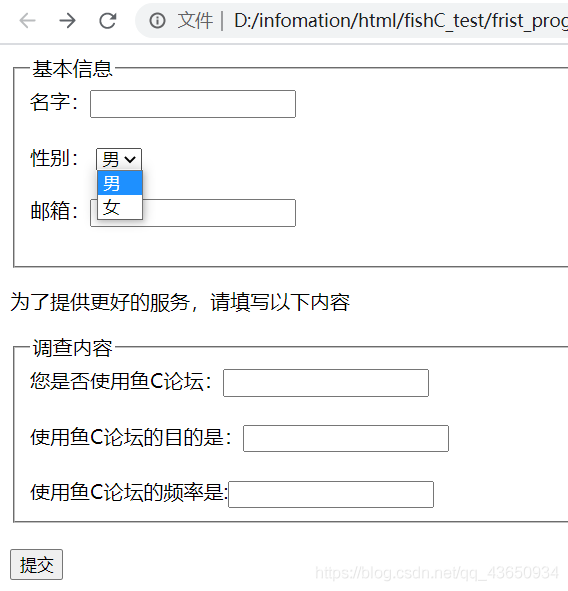 文件 | D:/infomation/html/fishC_test/frist_prog
基本信息
名字：
性别： 男
男
女
邮箱：
为了提供更好的服务，请填写以下内容
调查内容
您是否使用鱼C论坛：
使用鱼C论坛的目的是：
使用鱼C论坛的频率是:
提交
https://blog.csdn.net/qq_43650934